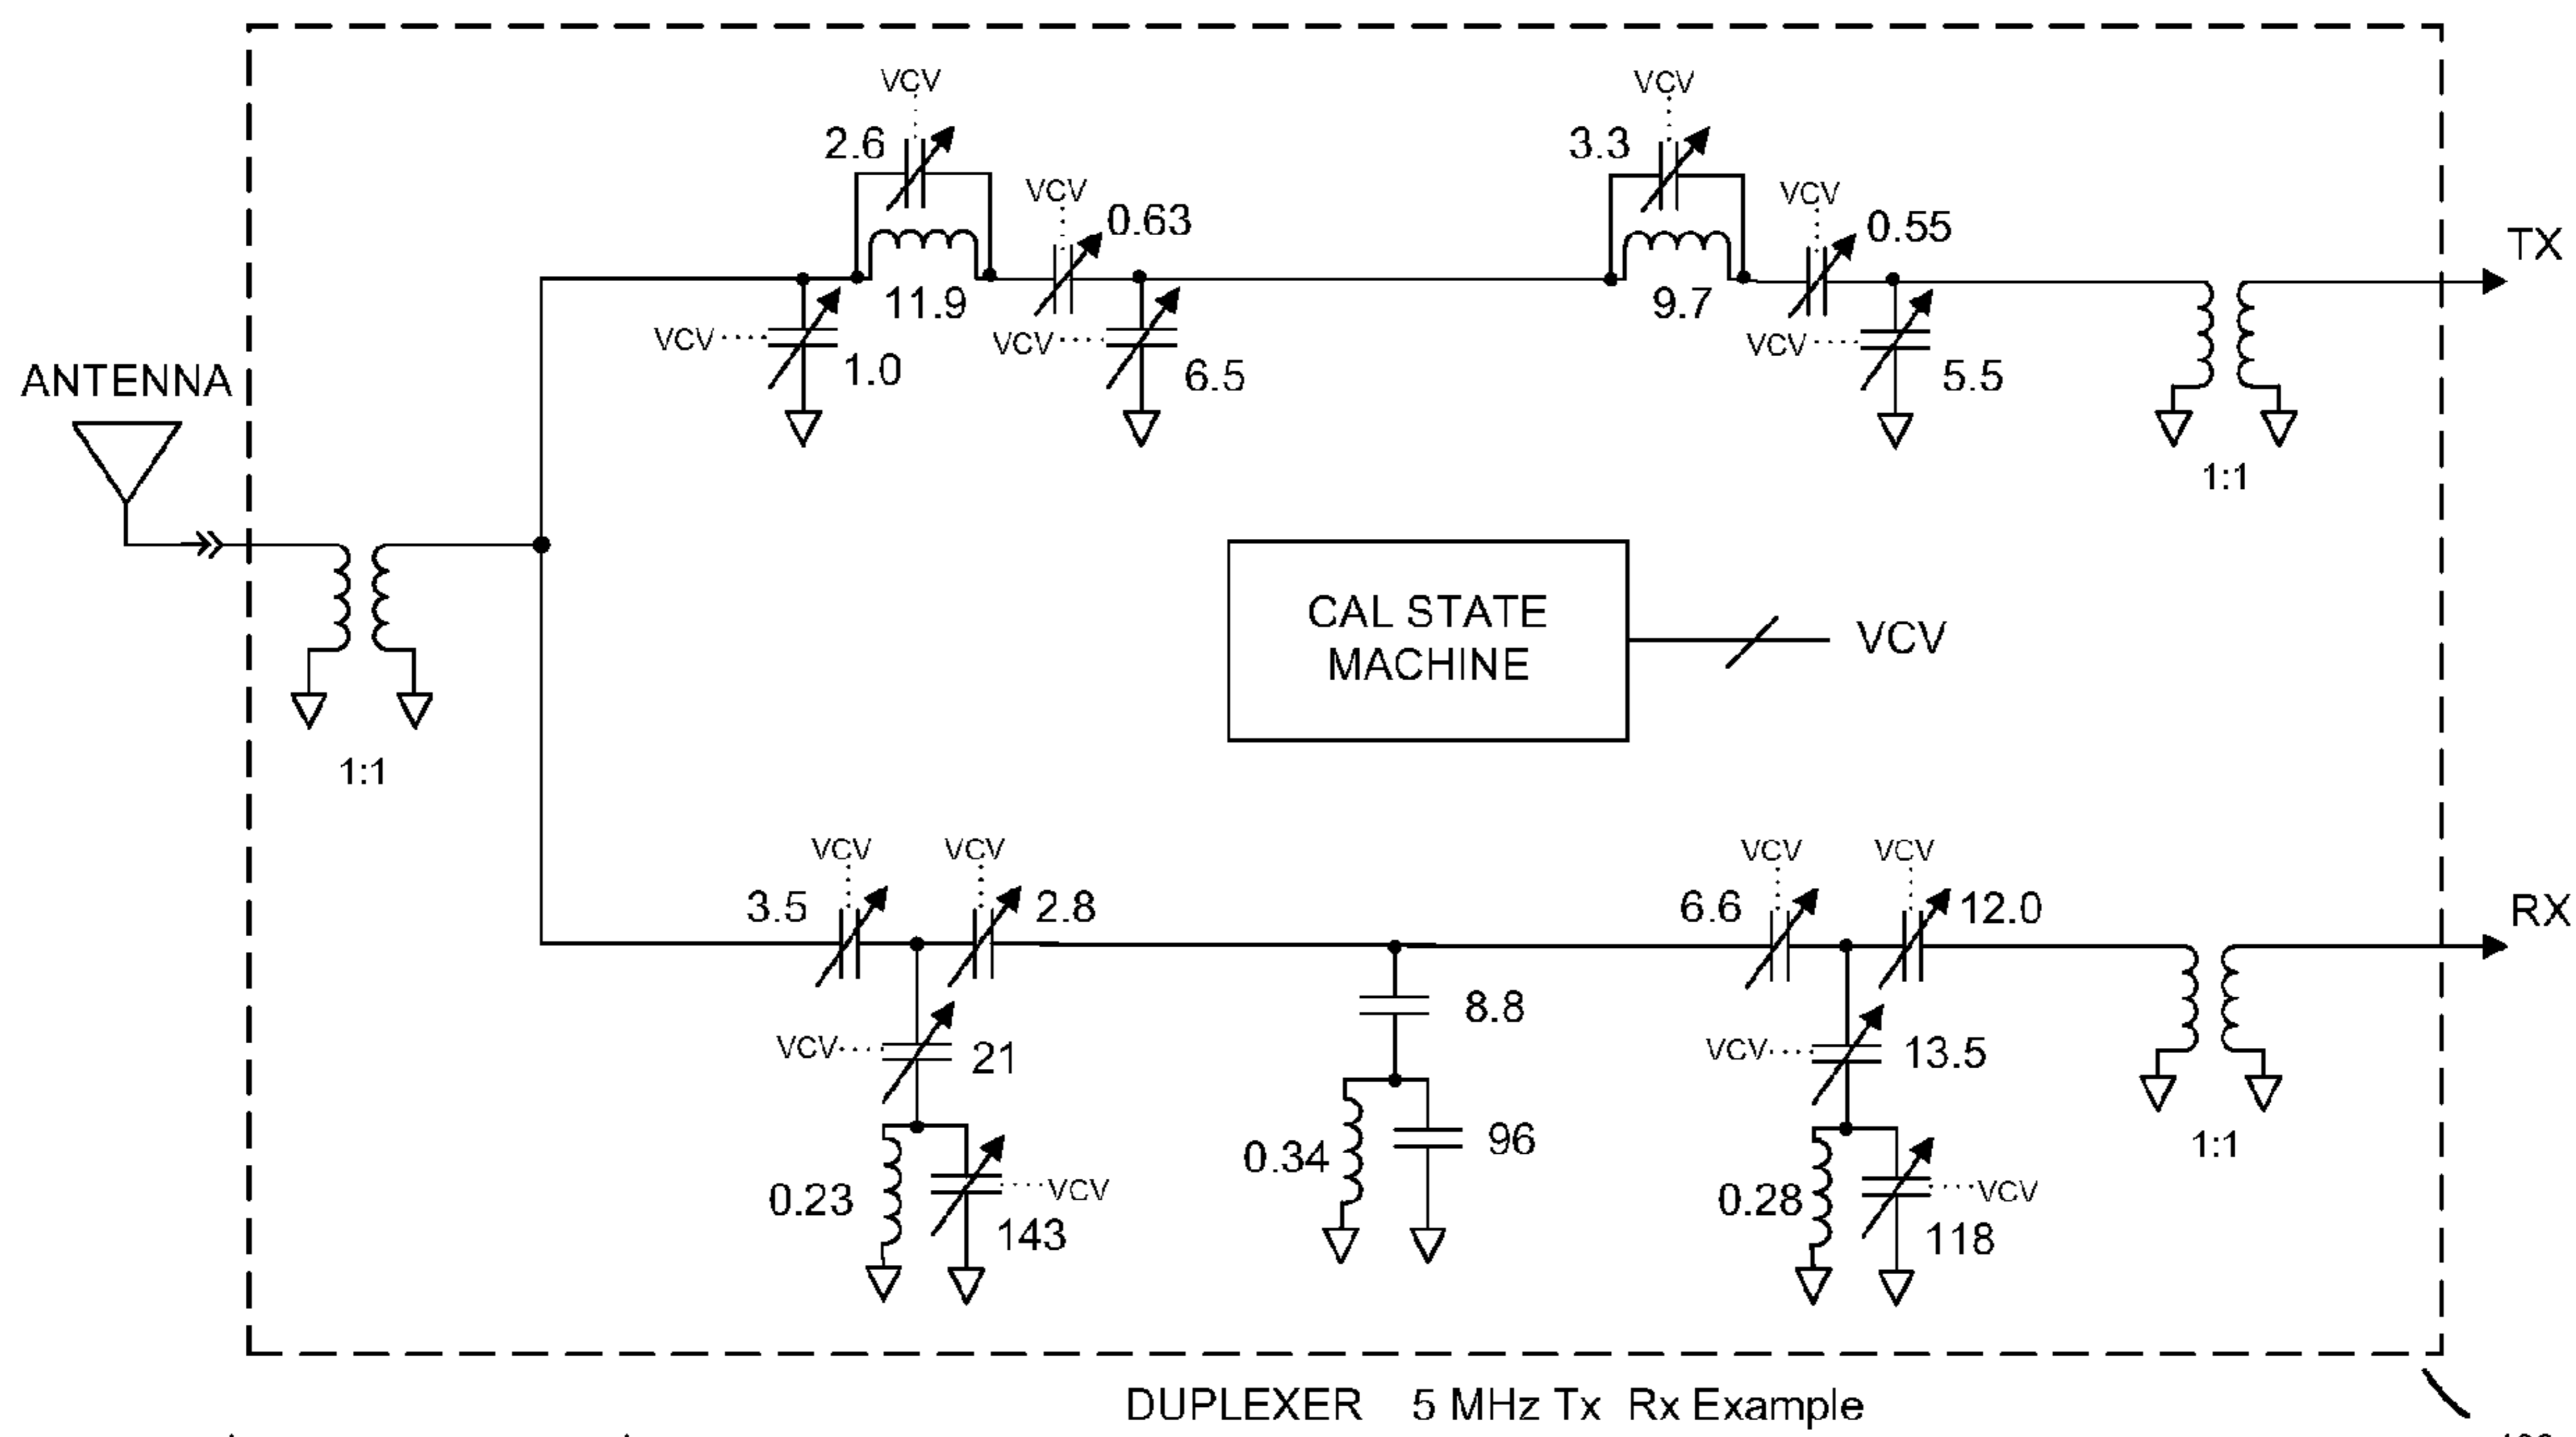 VCV
VCV
2.6
3.3
VCV
0.63
VCV
0.55
TX
11.9
9.7
VCV
1.0
VCV
6.5
VCV
5.5
ANTENNA
1:1
1:1
CAL STATE
MACHINE
VCV
VCV
VCV
VCV
VCV
3.5
2.8
6.6
12.0
RX
VCV
21
8.8
VCV
13.5
0.23
VCV
143
0.34
96
0.28
VCV
118
1:1
DUPLEXER 5 MHz Tx Rx Example